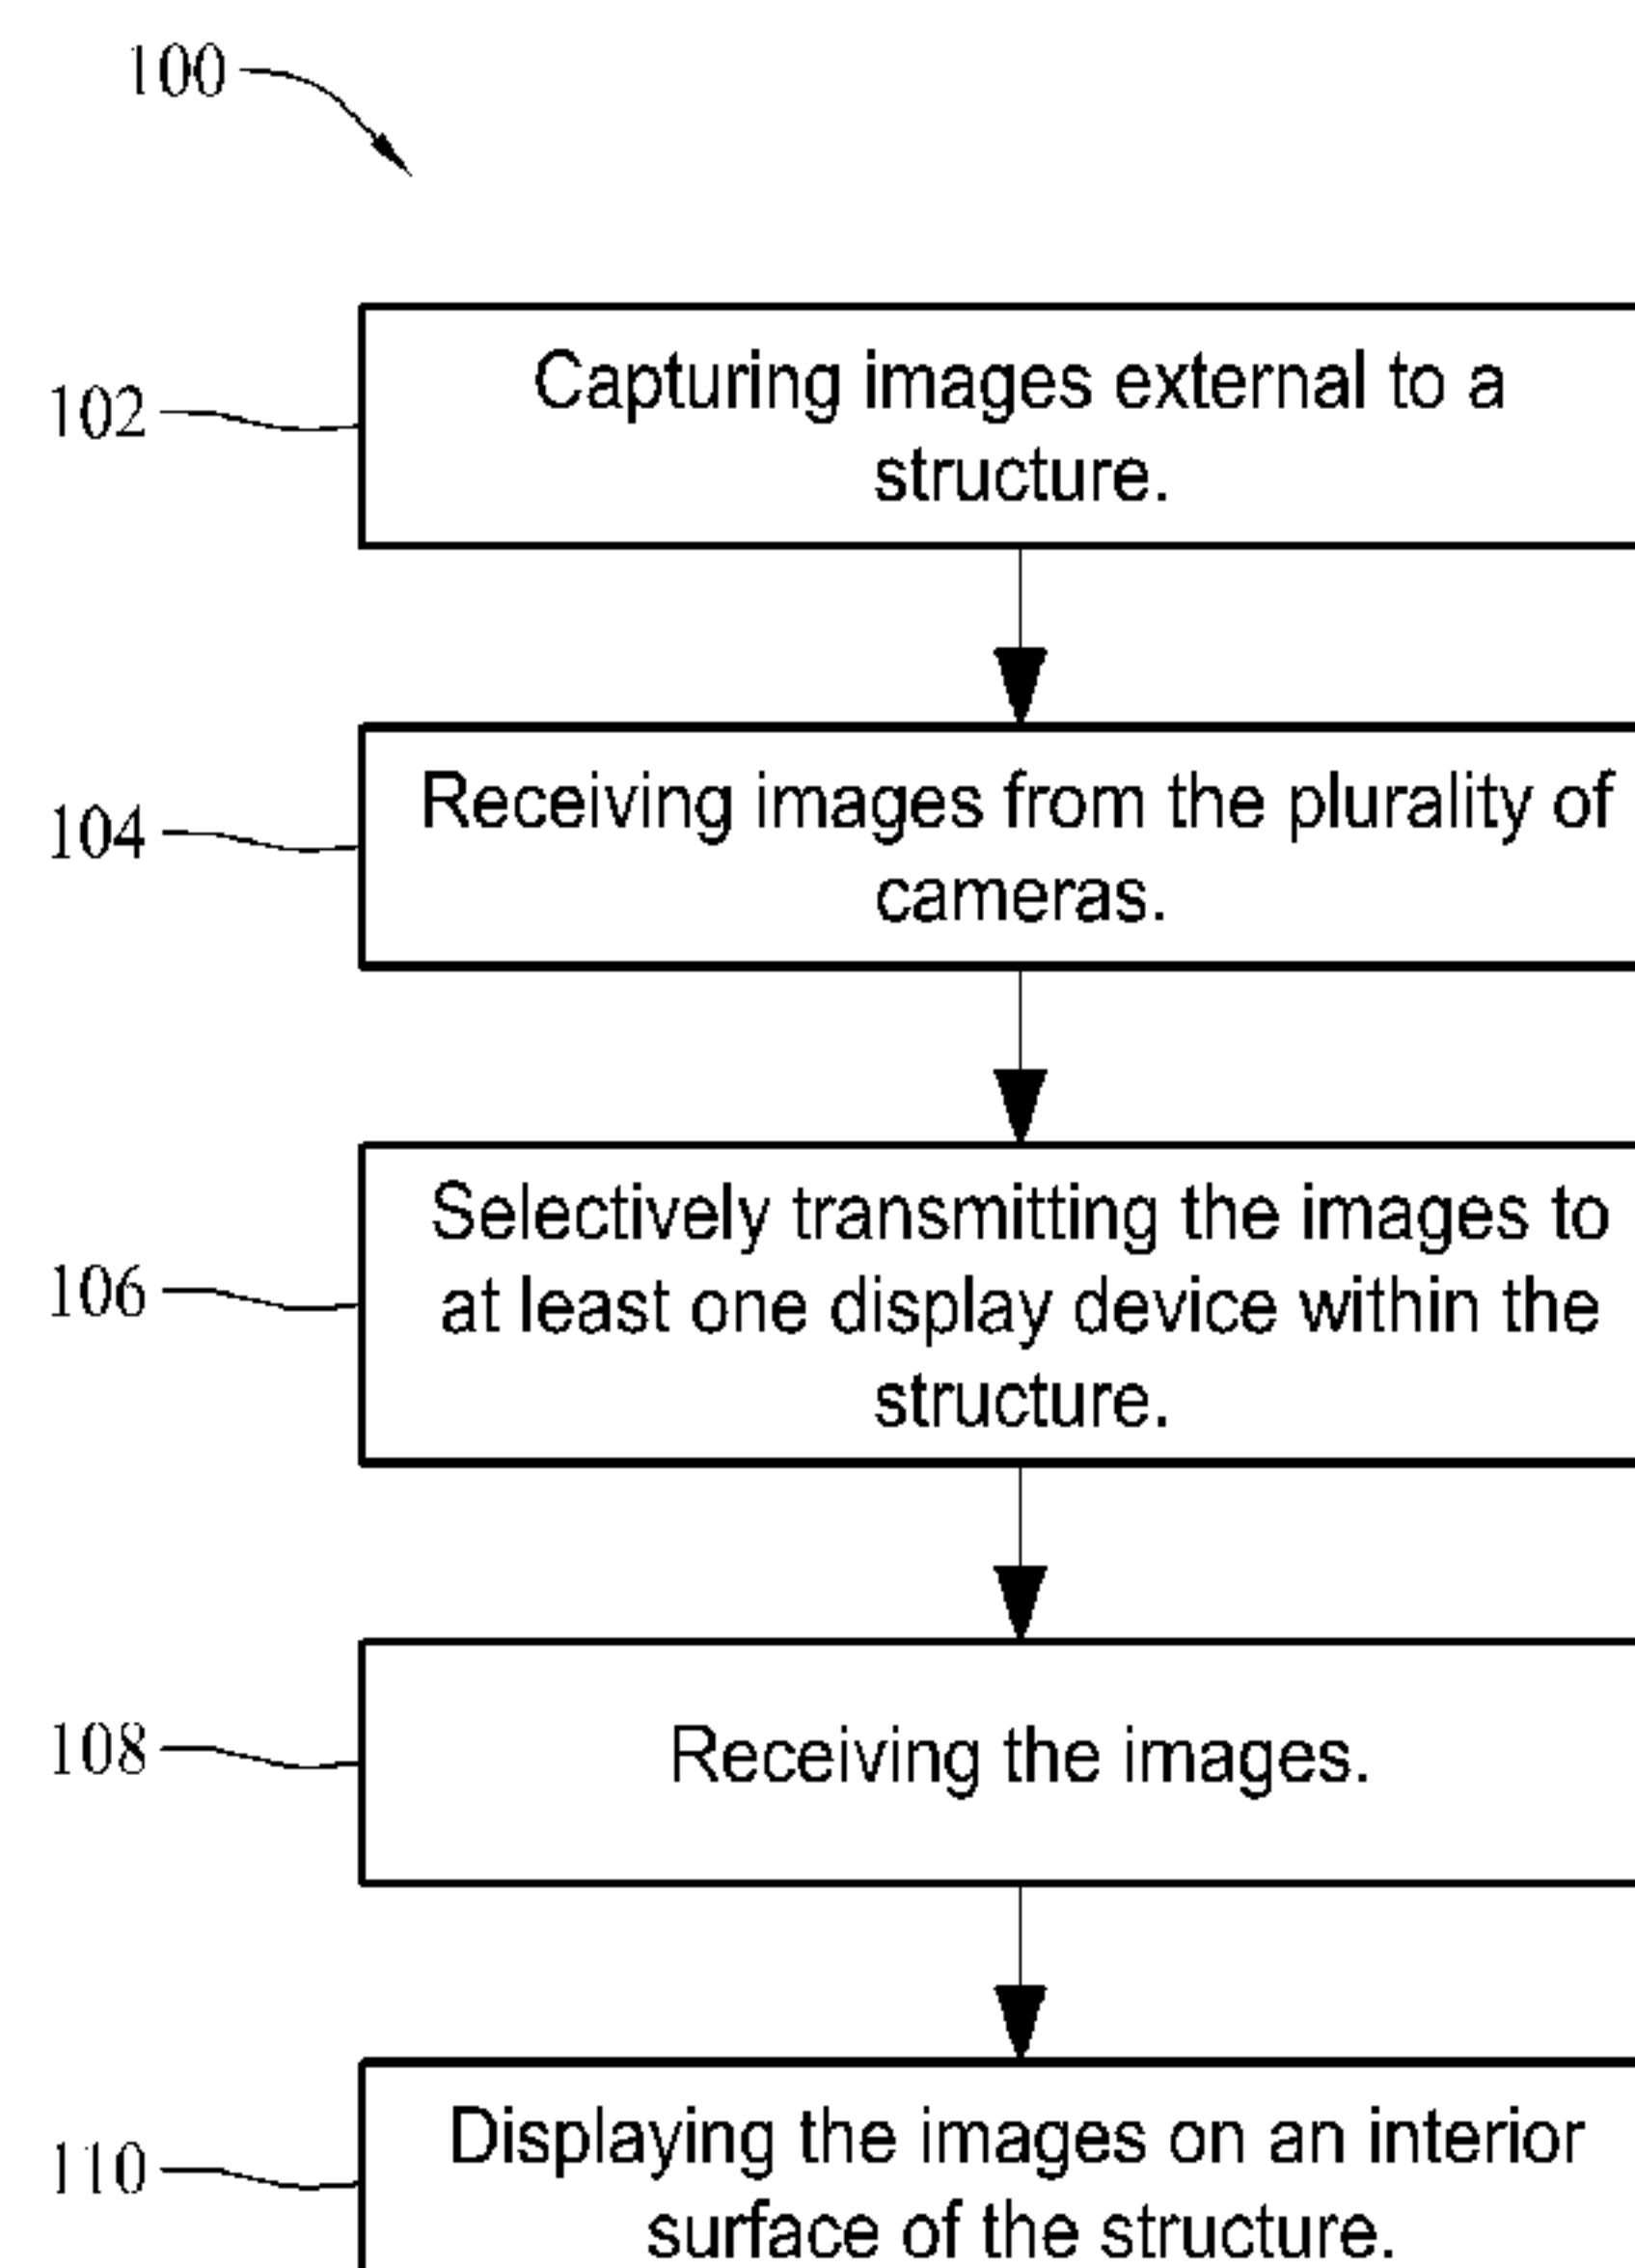 100
102
Capturing images external to a
structure.
104
Receiving images from the plurality of
cameras.
106
Selectively transmitting the images to
at least one display device within the
structure.
108
Receiving the images.
110
Displaying the images on an interior
surface of the structure.